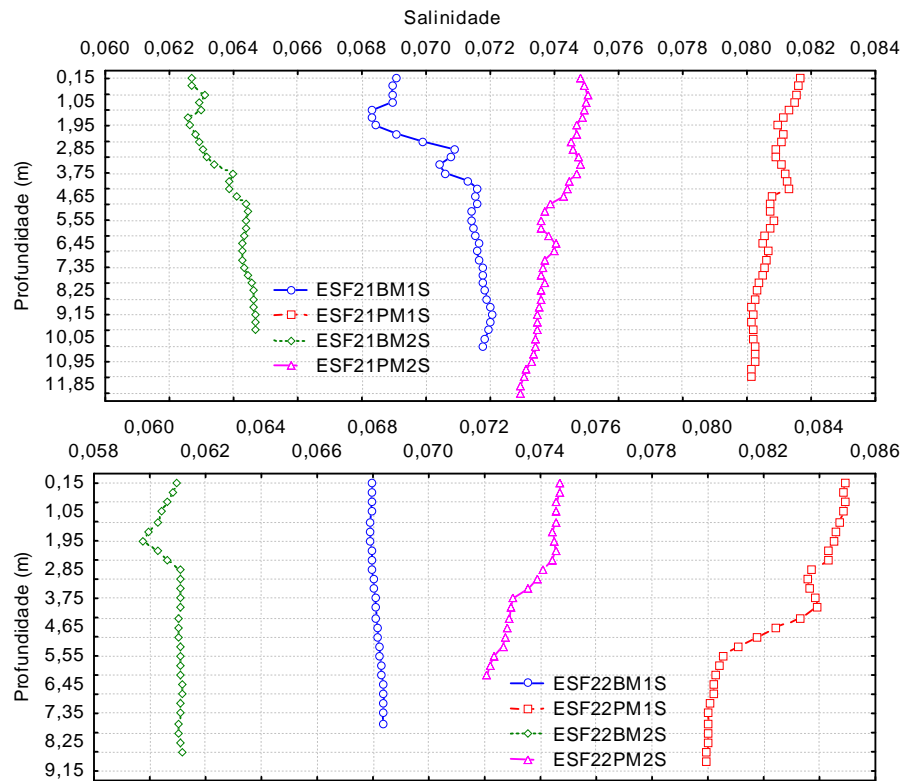 Salinidade
0,060 0,062 0,064 0,066 0,068 0,070 0,072 0,074 0,076 0,078 0,080 0,082 0,084
0,15
1,05
1,95
2,85
3,75
4,65
5,55
6,45
7,35
8,25
9,15
10,05
10,95
11,85
Profundidade (m)
ESF21BM1S
ESF21PM1S
ESF21BM2S
ESF21PM2S
0,058 0,060 0,062 0,064 0,066 0,068 0,070 0,072 0,074 0,076 0,078 0,080 0,082 0,084 0,086
0,15
1,05
1,95
2,85
3,75
4,65
5,55
6,45
7,35
8,25
9,15
Profundidade (m)
ESF22BM1S
ESF22PM1S
ESF22BM2S
ESF22PM2S